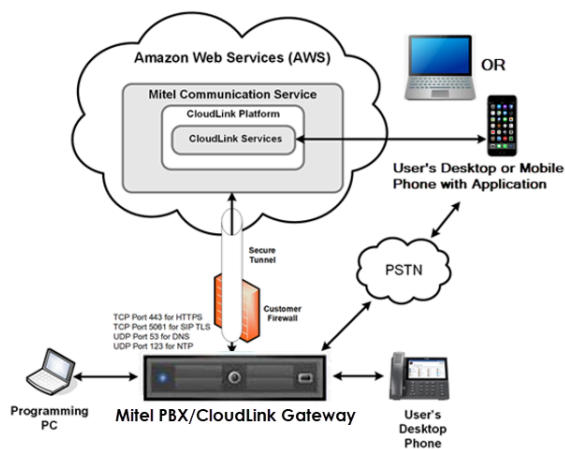 Amazon Web Services (AWS)
Mitel Communication Service
CloudLink Platform
CloudLink Services
OR
User's Desktop or Mobile
Phone with Application
Secure
Tunnel
PSTN
Customer
Firewall
TCP Port 443 for HTTPS
TCP Port 5061 for SIP TLS
UDP Port 53 for DNS
UDP Port 123 for NTP
Programming
PC
Mitel PBX/CloudLink Gateway
User's
Desktop
Phone